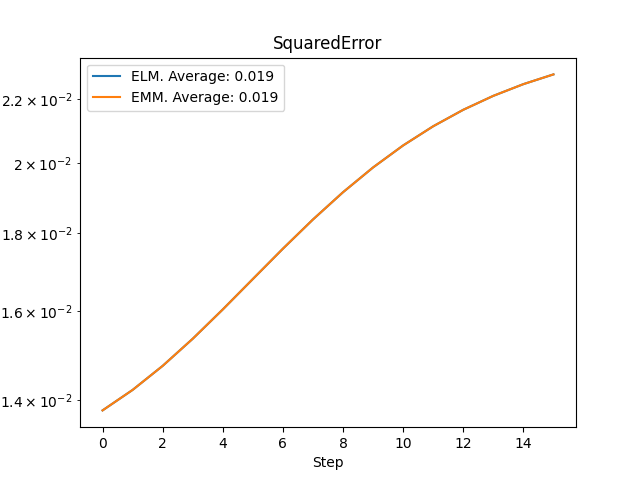 SquaredError
ELM. Average: 0.019
EMM. Average: 0.019
2.2 × 10⁻²
2 × 10⁻²
1.8 × 10⁻²
1.6 × 10⁻²
1.4 × 10⁻²
0 2 4 6 8 10 12 14
Step